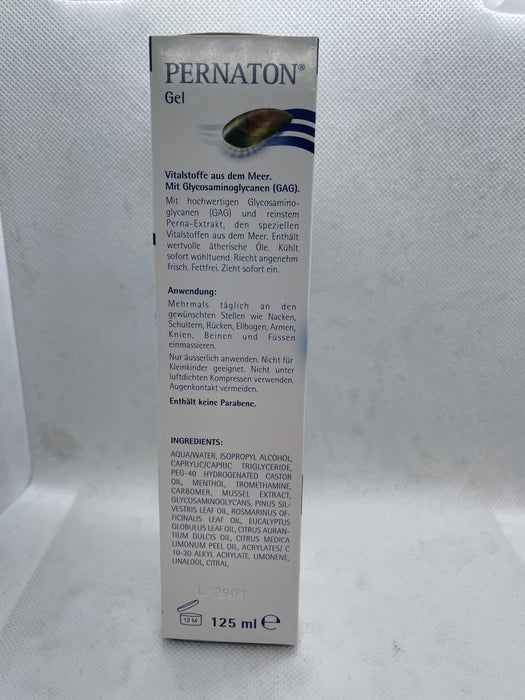 PERNATON®
Gel
Vitalstoffe aus dem Meer.
Mit Glycosaminoglycanen (GAG).
Mit hochwertigen Glycosamino-
glycanen (GAG) und reinstem
Perna-Extrakt, den speziellen
Vitalstoffen aus dem Meer. Enthält
wertvolle ätherische Öle. Kühlt
sofort wohltuend. Riecht angenehm
frisch. Fettfrei. Zieht sofort ein.
Anwendung:
Mehrmals täglich an den
gewünschten Stellen wie Nacken,
Schultern, Rücken, Ellbogen, Armen,
Knien, Beinen und Füssen
einmassieren.
Nur äusserlich anwenden. Nicht für
Kleinkinder geeignet. Nicht unter
luftdichten Kompressen verwenden.
Augenkontakt vermeiden.
Enthält keine Parabene.
INGREDIENTS:
AQUA/WATER, ISOPROPYL ALCOHOL,
CAPRYLIC/CAPRIC TRIGLYCERIDE,
PEG-40 HYDROGENATED CASTOR
OIL, MENTHOL, TROMETHAMINE,
CARBOMER, MUSSEL EXTRACT,
GLYCOSAMINOGLYCANS, PINUS SIL-
VESTRIS LEAF OIL, ROSMARINUS OF-
FICINALIS LEAF OIL, EUCALYPTUS
GLOBULUS LEAF OIL, CITRUS AURAN-
TIUM DULCIS OIL, CITRUS MEDICA
LIMONUM PEEL OIL, ACRYLATES/ C
10-30 ALKYL ACRYLATE, LIMONENE,
LINALOOL, CITRAL.
L 2901
12 M
125 ml ℮